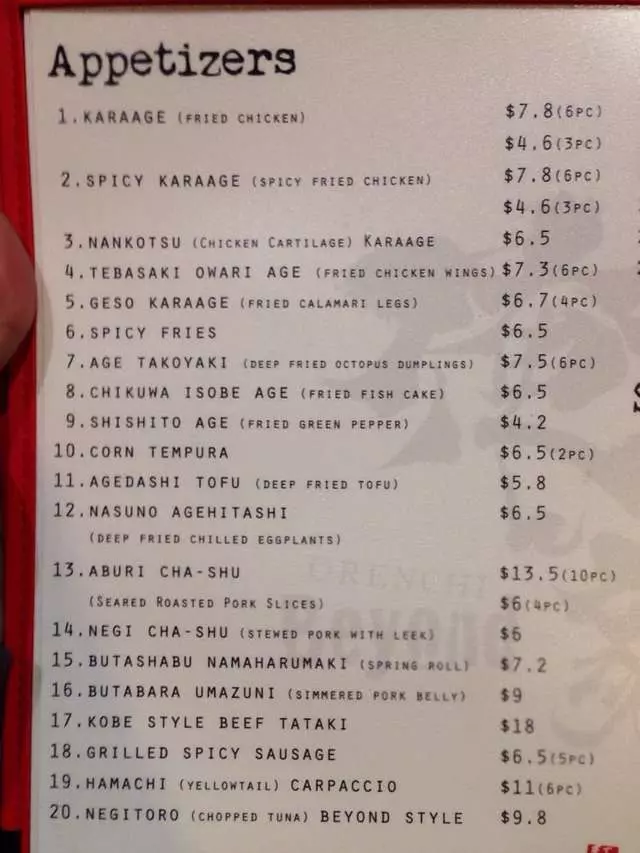 Appetizers
1. KARAAGE (FRIED CHICKEN) $7.8(6PC)
$4.6(3PC)
2. SPICY KARAAGE (SPICY FRIED CHICKEN) $7.8(6PC)
$4.6(3PC)
3. NANKOTSU (CHICKEN CARTILAGE) KARAAGE $6.5
4. TEBASAKI OWARI AGE (FRIED CHICKEN WINGS) $7.3(6PC)
5. GESO KARAAGE (FRIED CALAMARI LEGS) $6.7(4PC)
6. SPICY FRIES $6.5
7. AGE TAKOYAKI (DEEP FRIED OCTOPUS DUMPLINGS) $7.5(6PC)
8. CHIKUWA ISOBE AGE (FRIED FISH CAKE) $6.5
9. SHISHITO AGE (FRIED GREEN PEPPER) $4.2
10. CORN TEMPURA $6.5(2PC)
11. AGEDASHI TOFU (DEEP FRIED TOFU) $5.8
12. NASUNO AGEHITASHI $6.5
(DEEP FRIED CHILLED EGGPLANTS)
13. ABURI CHA-SHU $13.5(10PC)
(SEARED ROASTED PORK SLICES) $6(4PC)
14. NEGI CHA-SHU (STEWED PORK WITH LEEK) $6
15. BUTASHABU NAMAHARUMAKI (SPRING ROLL) $7.2
16. BUTABARA UMAZUNI (SIMMERED PORK BELLY) $9
17. KOBE STYLE BEEF TATAKI $18
18. GRILLED SPICY SAUSAGE $6.5(5PC)
19. HAMACHI (YELLOWTAIL) CARPACCIO $11(6PC)
20. NEGITORO (CHOPPED TUNA) BEYOND STYLE $9.8
ORENCHI
Beyond